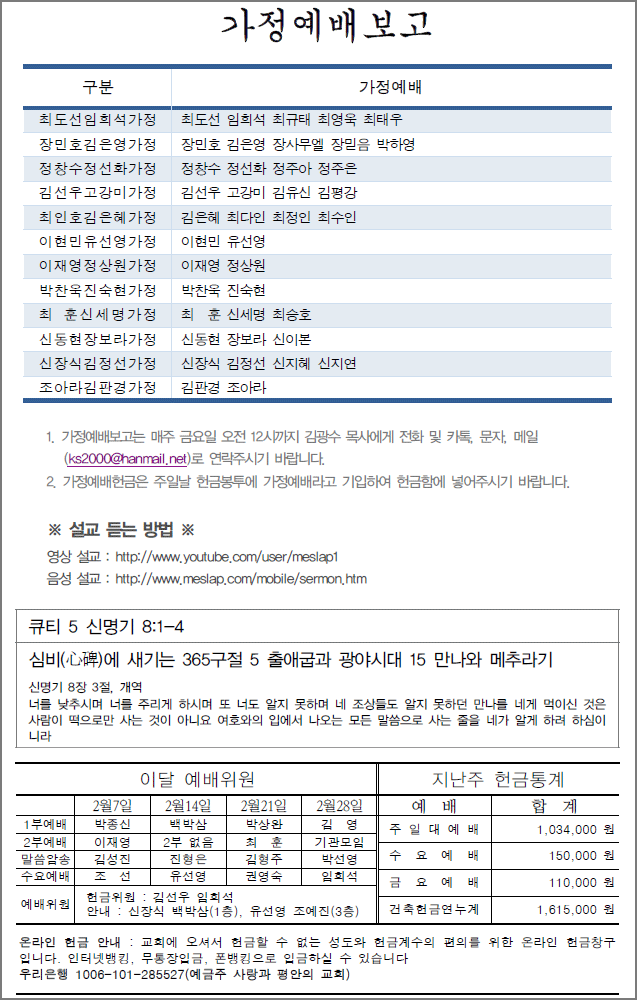 가정예배보고
구분 가정예배
최도선임희석가정 최도선 임희석 최규태 최영욱 최태우
장민호김은영가정 장민호 김은영 장사무엘 장믿음 박하영
정창수정선화가정 정창수 정선화 정주아 정주은
김선우고강미가정 김선우 고강미 김유신 김평강
최인호김은혜가정 김은혜 최다인 최정인 최수인
이현민유선영가정 이현민 유선영
이재영정상원가정 이재영 정상원
박찬욱진숙현가정 박찬욱 진숙현
최 훈신세명가정 최 훈 신세명 최승호
신동현장보라가정 신동현 장보라 신이본
신장식김정선가정 신장식 김정선 신지혜 신지연
조아라김판경가정 김판경 조아라
1. 가정예배보고는 매주 금요일 오전 12시까지 김광수 목사에게 전화 및 카톡, 문자, 메일
(ks2000@hanmail.net)로 연락주시기 바랍니다.
2. 가정예배헌금은 주일날 헌금봉투에 가정예배라고 기입하여 헌금함에 넣어주시기 바랍니다.
※ 설교 듣는 방법 ※
영상 설교 : http://www.youtube.com/user/meslap1
음성 설교 : http://www.meslap.com/mobile/sermon.htm
큐티 5 신명기 8:1-4
심비(心碑)에 새기는 365구절 5 출애굽과 광야시대 15 만나와 메추라기
신명기 8장 3절, 개역
너를 낮추시며 너를 주리게 하시며 또 너도 알지 못하며 네 조상들도 알지 못하던 만나를 네게 먹이신 것은
사람이 떡으로만 사는 것이 아니요 여호와의 입에서 나오는 모든 말씀으로 사는 줄을 네가 알게 하려 하심이
니라
이달 예배위원
2월7일 2월14일 2월21일 2월28일
1부예배 박종신 백박삼 박상완 김 영
2부예배 이재영 2부 없음 최 훈 기관모임
말씀암송 김성진 진형은 김형주 박선영
수요예배 조 선 유선영 권영숙 임희석
예배위원 헌금위원 : 김선우 임희석
안내 : 신장식 백박삼(1층), 유선영 조예진(3층)
지난주 헌금통계
예 배 합 계
주 일 대 예 배 1,034,000 원
수 요 예 배 150,000 원
금 요 예 배 110,000 원
건축헌금연누계 1,615,000 원
온라인 헌금 안내 : 교회에 오셔서 헌금할 수 없는 성도와 헌금계수의 편의를 위한 온라인 헌금창구
입니다. 인터넷뱅킹, 무통장입금, 폰뱅킹으로 입금하실 수 있습니다
우리은행 1006-101-285527(예금주 사랑과 평안의 교회)